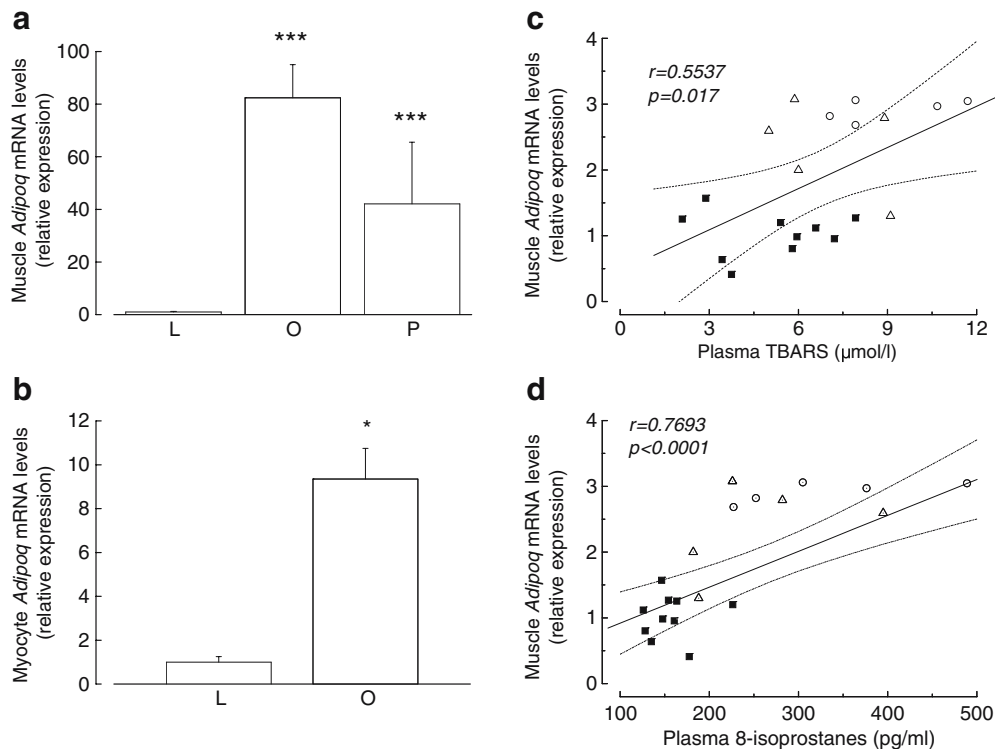 a
Muscle Adipoq mRNA levels
(relative expression)
100
80
60
40
20
0
***
***
L O P
b
Myocyte Adipoq mRNA levels
(relative expression)
12
10
8
6
4
2
0
*
L O
c
Muscle Adipoq mRNA levels
(relative expression)
4
3
2
1
0
r=0.5537
p=0.017
0 3 6 9 12
Plasma TBARS (µmol/l)
d
Muscle Adipoq mRNA levels
(relative expression)
4
3
2
1
0
r=0.7693
p<0.0001
100 200 300 400 500
Plasma 8-isoprostanes (pg/ml)